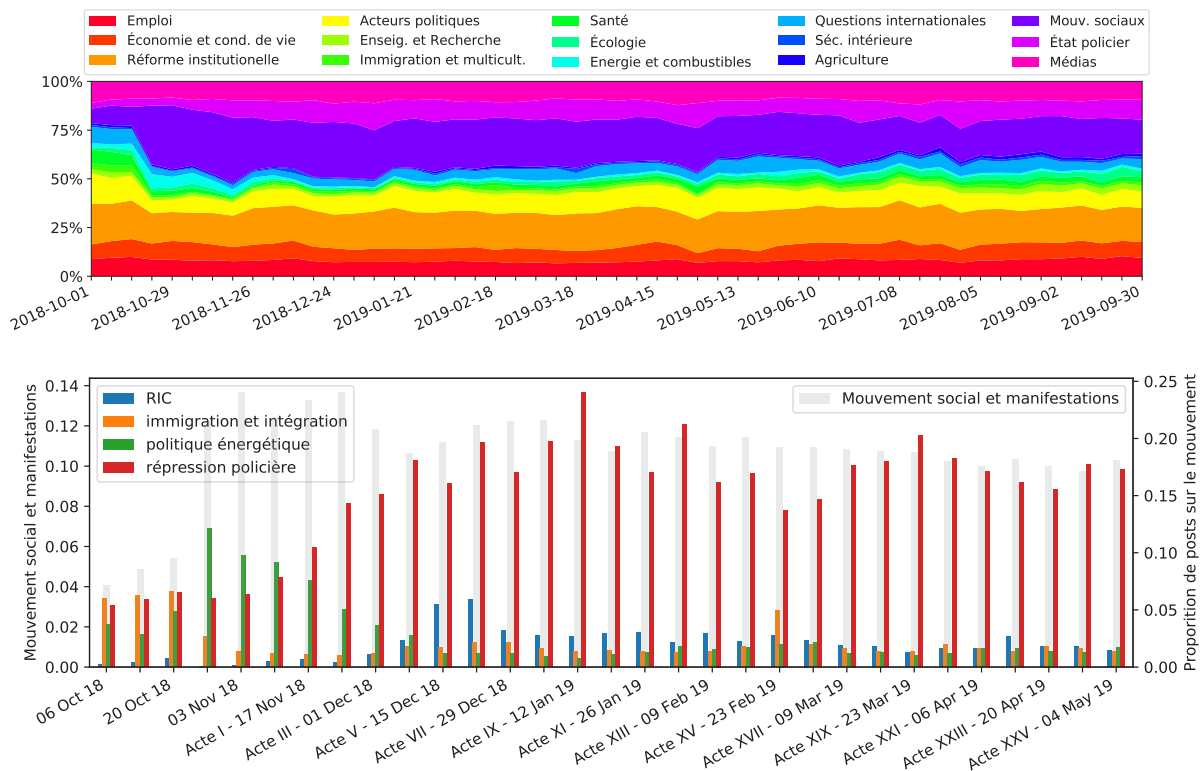 Emploi Acteurs politiques Santé Questions internationales Mouv. sociaux
Économie et cond. de vie Enseig. et Recherche Écologie Séc. intérieure État policier
Réforme institutionelle Immigration et multicult. Energie et combustibles Agriculture Médias
100%
75%
50%
25%
0%
2018-10-01 2018-10-29 2018-11-26 2018-12-24 2019-01-21 2019-02-18 2019-03-18 2019-04-15 2019-05-13 2019-06-10 2019-07-08 2019-08-05 2019-09-02 2019-09-30
Mouvement social et manifestations
0.14
0.12
0.10
0.08
0.06
0.04
0.02
0.00
RIC
immigration et intégration
politique énergétique
répression policière
Mouvement social et manifestations
0.25
0.20
0.15
0.10
0.05
0.00
Proportion de posts sur le mouvement
06 Oct 18 20 Oct 18 03 Nov 18 Acte I - 17 Nov 18 Acte III - 01 Dec 18 Acte V - 15 Dec 18 Acte VII - 29 Dec 18 Acte IX - 12 Jan 19 Acte XI - 26 Jan 19 Acte XIII - 09 Feb 19 Acte XV - 23 Feb 19 Acte XVII - 09 Mar 19 Acte XIX - 23 Mar 19 Acte XXI - 06 Apr 19 Acte XXIII - 20 Apr 19 Acte XXV - 04 May 19